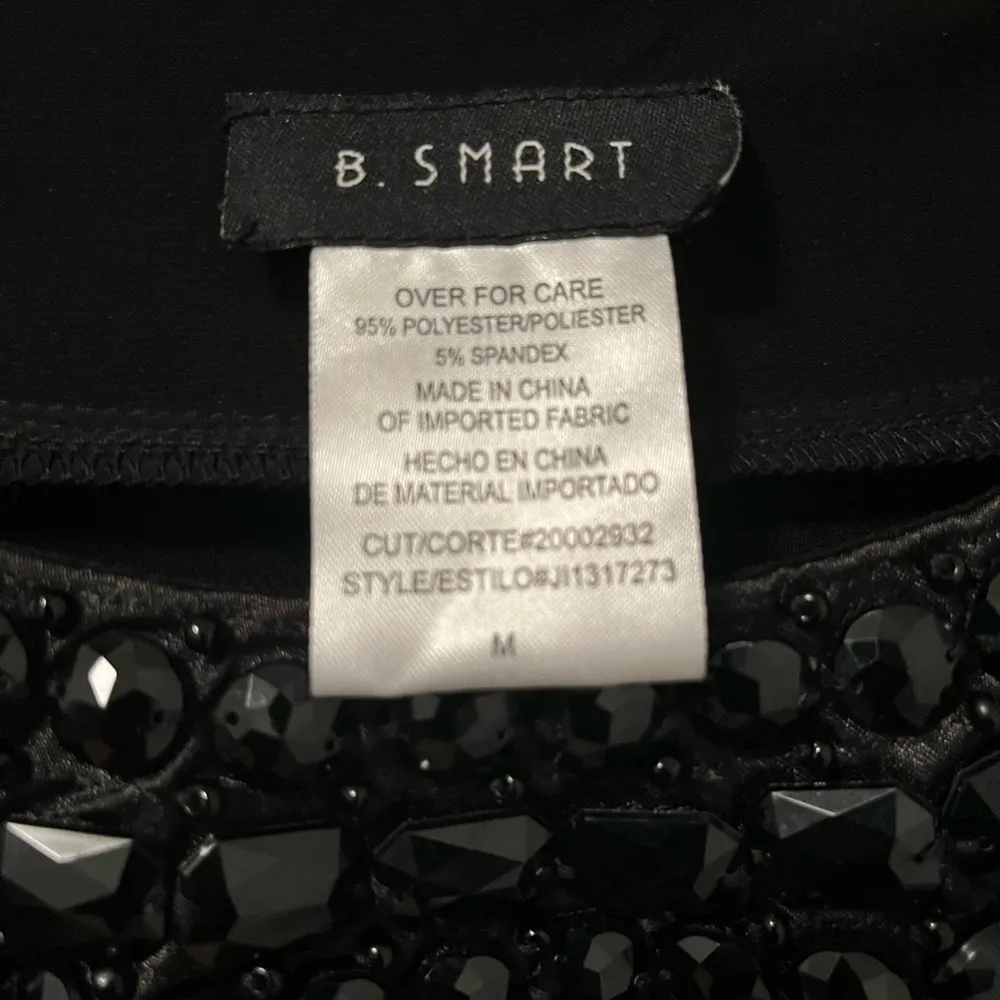 B. SMART
OVER FOR CARE
95% POLYESTER/POLIESTER
5% SPANDEX
MADE IN CHINA
OF IMPORTED FABRIC
HECHO EN CHINA
DE MATERIAL IMPORTADO
CUT/CORTE#20002932
STYLE/ESTILO#JI1317273
M